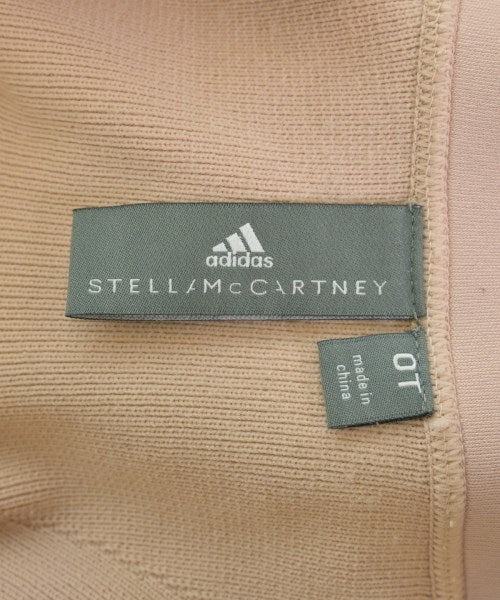 adidas
STELLAMCCARTNEY
OT
made in
china